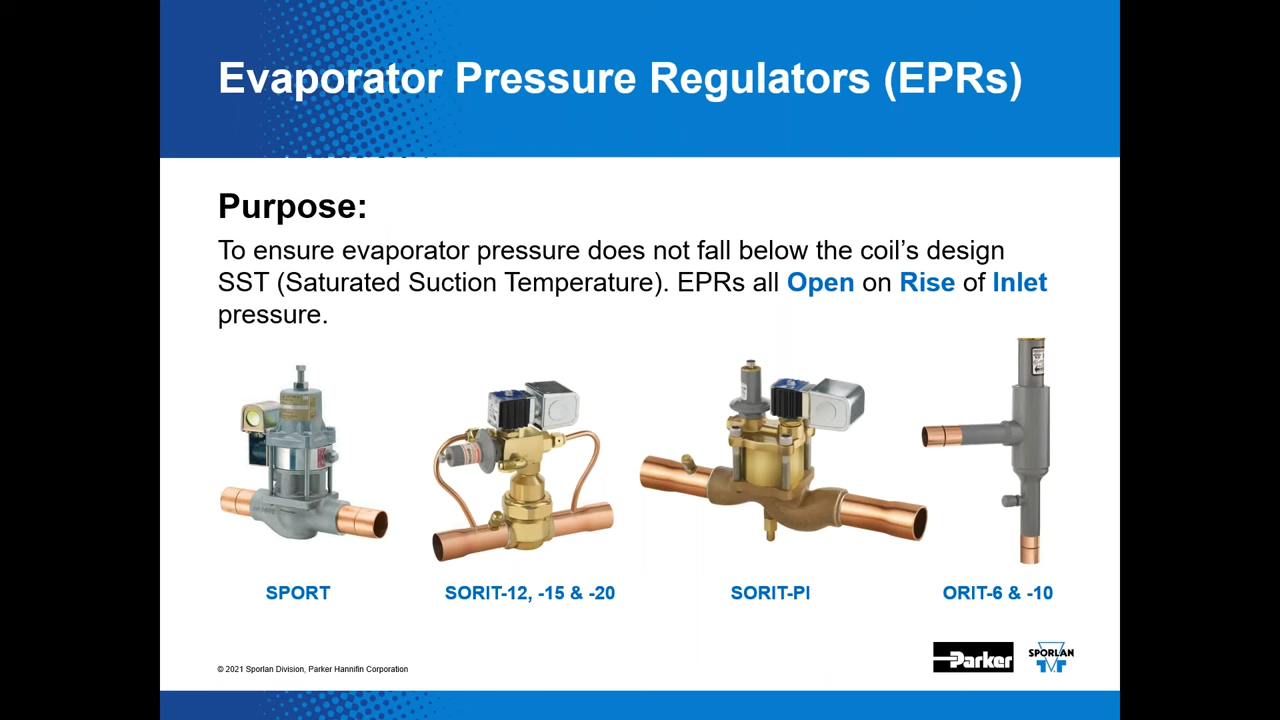 Evaporator Pressure Regulators (EPRs)
Purpose:
To ensure evaporator pressure does not fall below the coil’s design
SST (Saturated Suction Temperature). EPRs all Open on Rise of Inlet
pressure.
SPORT
SORIT-12, -15 & -20
SORIT-PI
ORIT-6 & -10
© 2021 Sporlan Division, Parker Hannifin Corporation
Parker
SPORLAN